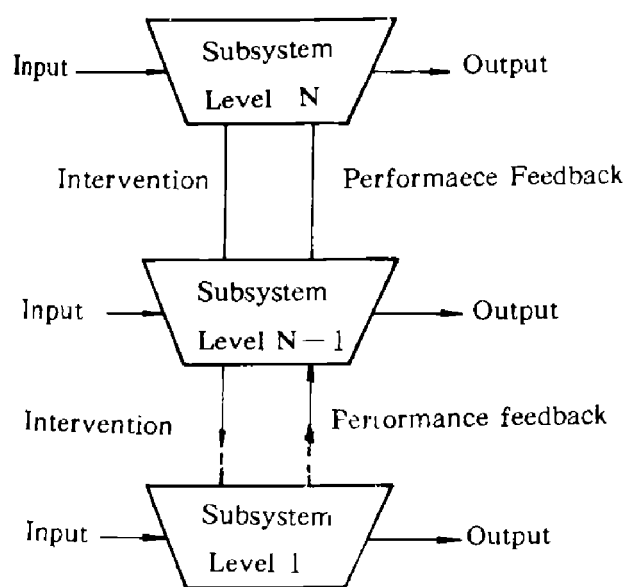 Input
Subsystem
Level N
Output
Intervention
Performaece Feedback
Input
Subsystem
Level N-1
Output
Intervention
Performance feedback
Input
Subsystem
Level 1
Output